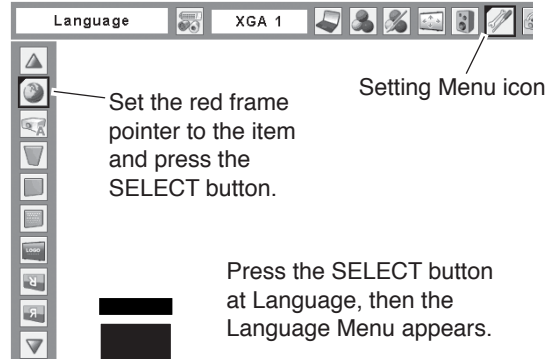 Language
XGA 1
Setting Menu icon
Set the red frame
pointer to the item
and press the
SELECT button.
A
LOGO
R
R
Press the SELECT button
at Language, then the
Language Menu appears.